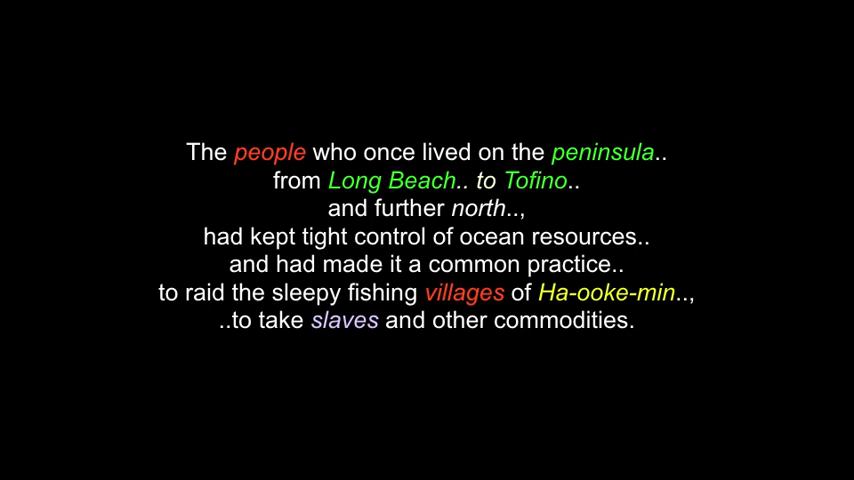 The people who once lived on the peninsula..
from Long Beach.. to Tofino..
and further north..,
had kept tight control of ocean resources..
and had made it a common practice..
to raid the sleepy fishing villages of Ha-ooke-min..,
..to take slaves and other commodities.